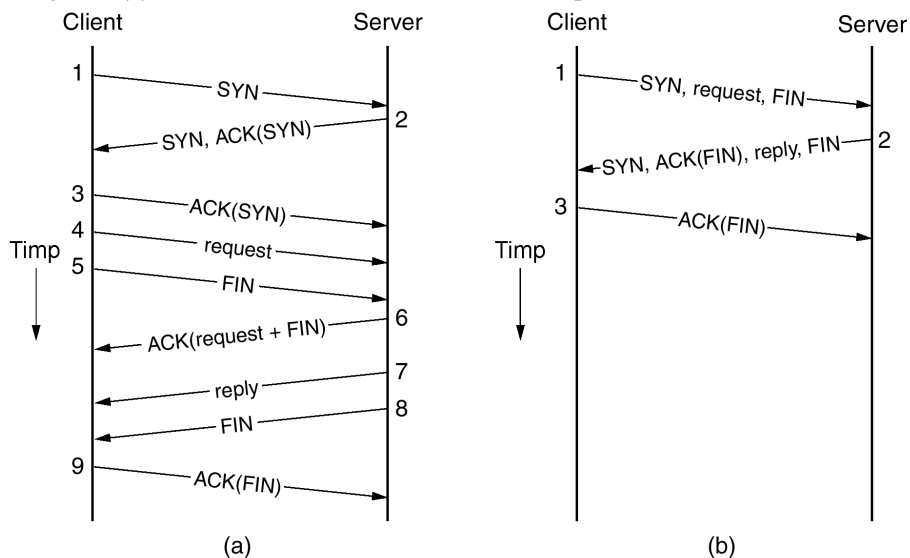 Client
Server
1
SYN
2
SYN, ACK(SYN)
3
ACK(SYN)
4
request
Timp
5
FIN
6
ACK(request + FIN)
7
reply
8
FIN
9
ACK(FIN)
(a)
Client
Server
1
SYN, request, FIN
2
SYN, ACK(FIN), reply, FIN
3
ACK(FIN)
Timp
(b)